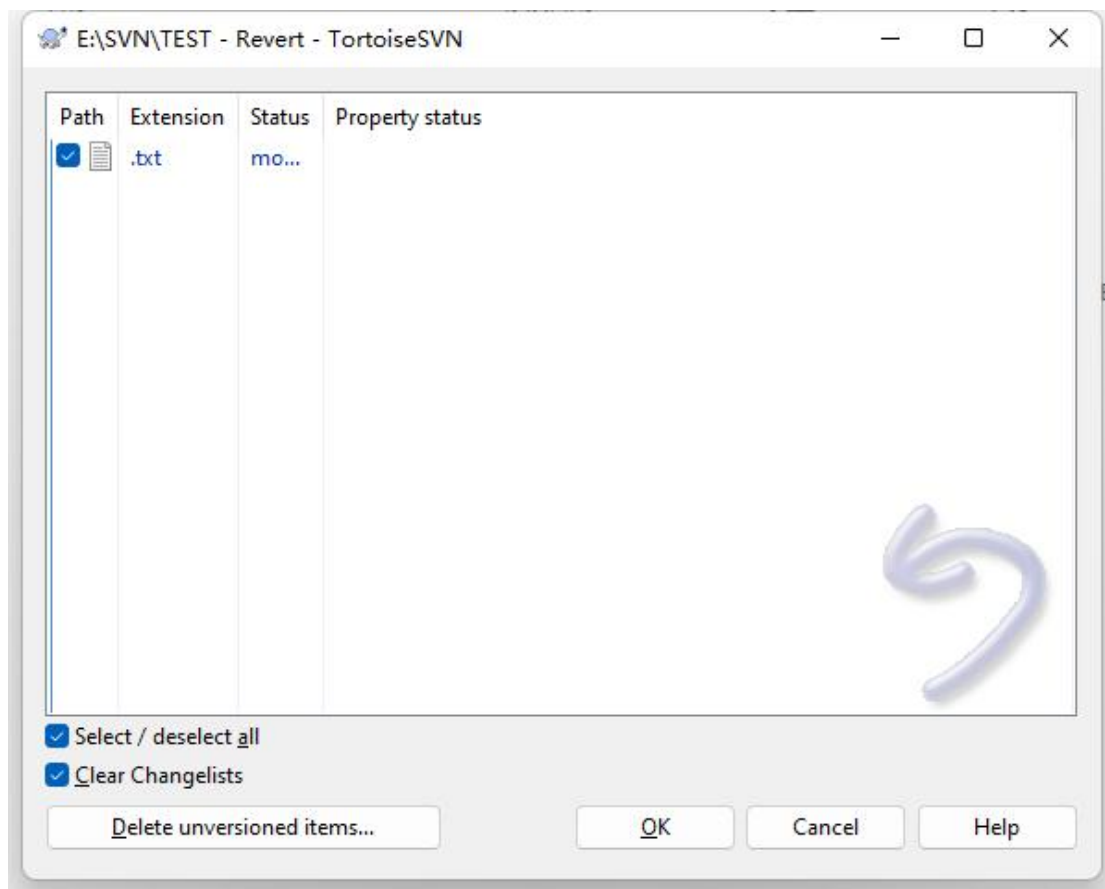 E:\SVN\TEST - Revert - TortoiseSVN
Path Extension Status Property status
.txt mo...
Select / deselect all
Clear Changelists
Delete unversioned items... OK Cancel Help